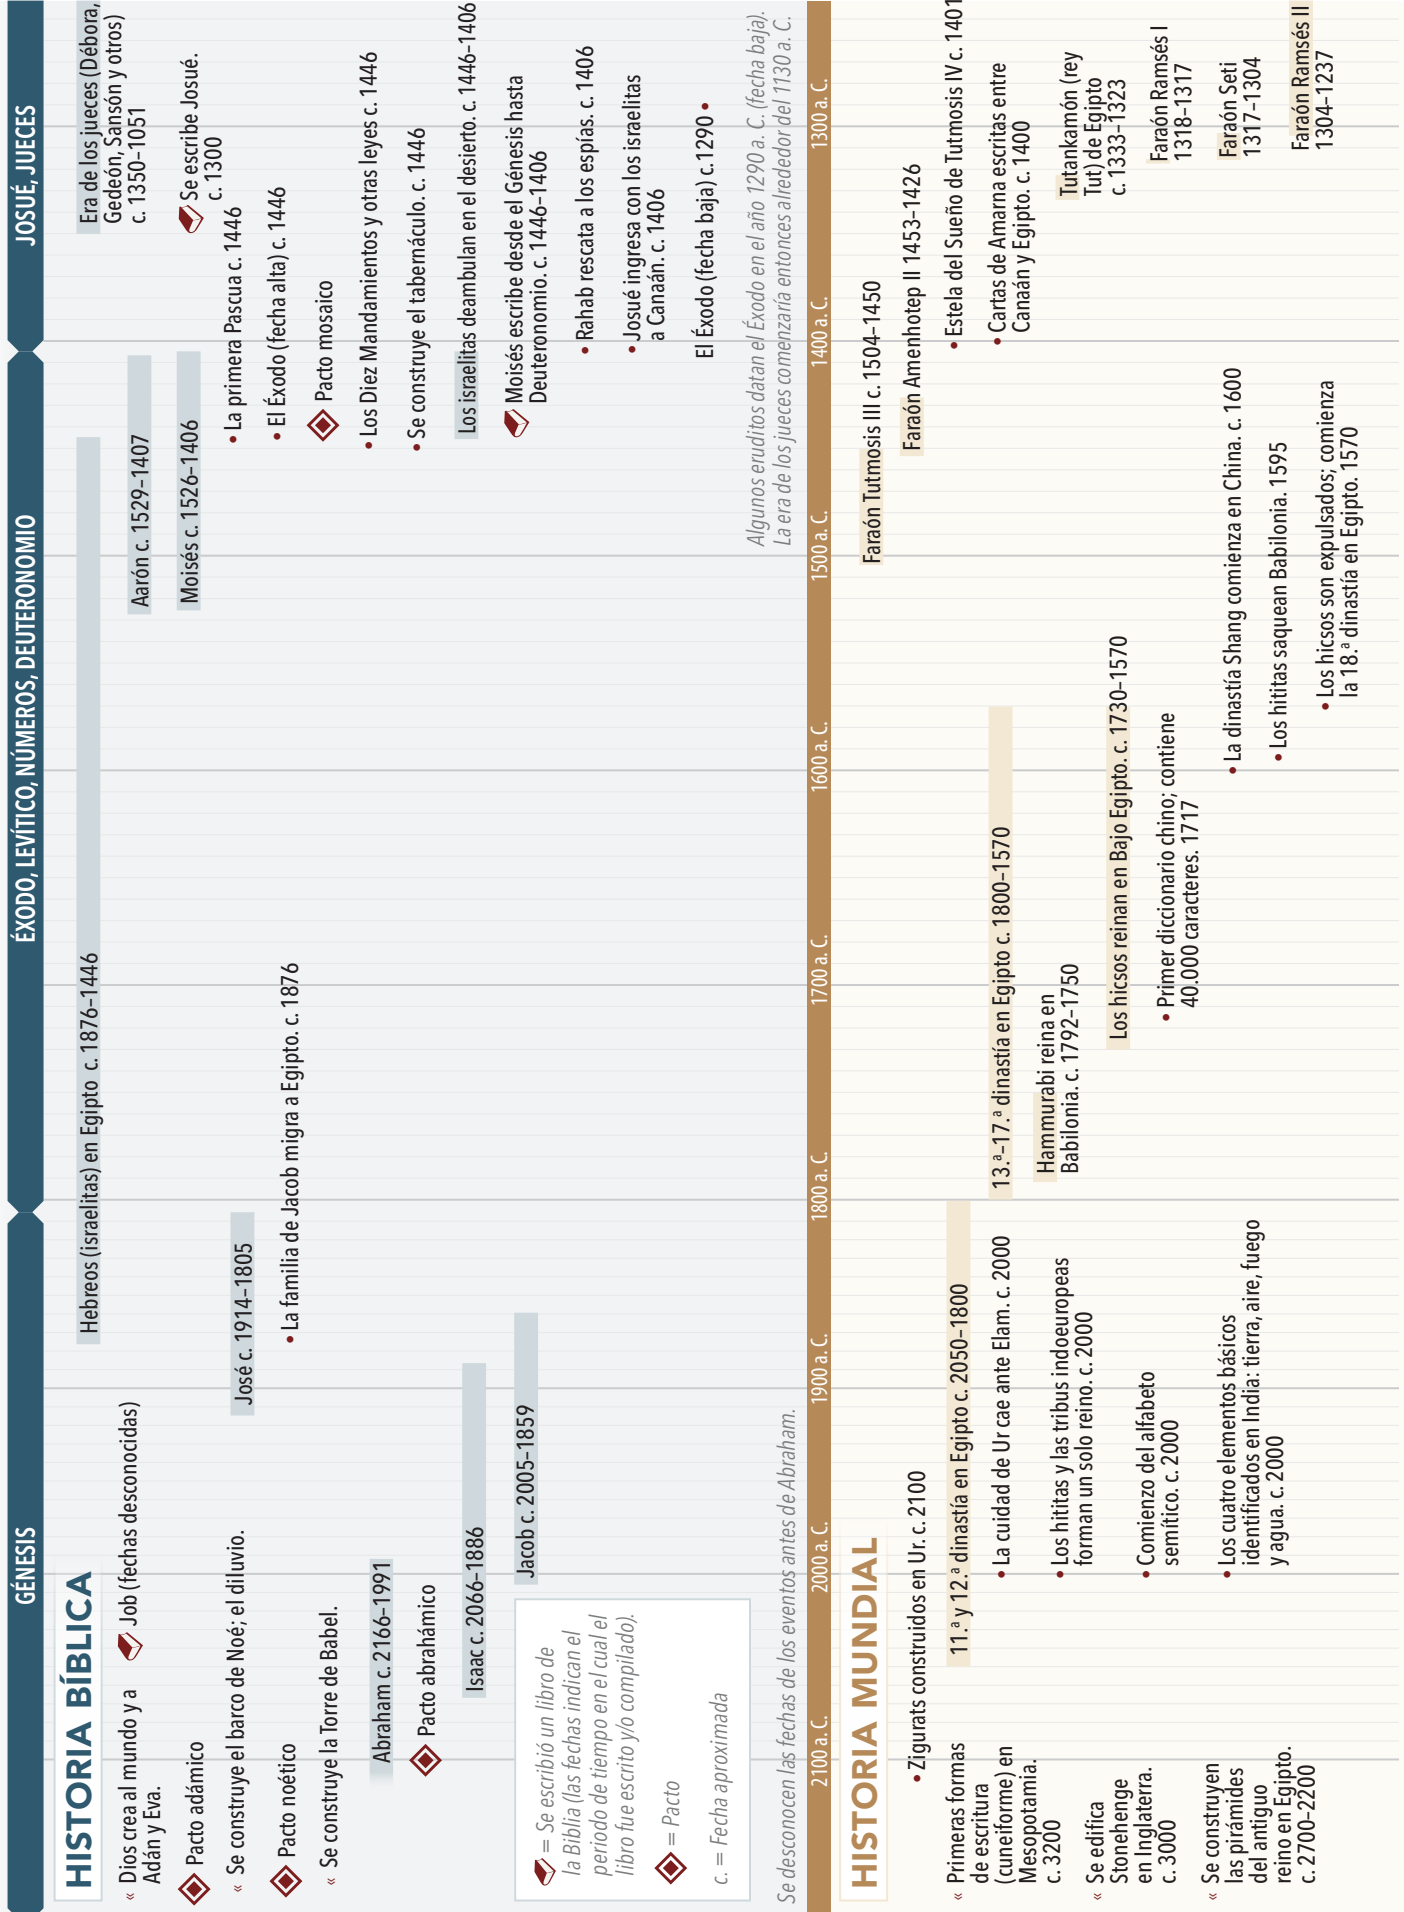 GÉNESIS
ÉXODO, LEVÍTICO, NÚMEROS, DEUTERONOMIO
JOSUÉ, JUECES
HISTORIA BÍBLICA
« Dios crea al mundo y a
Adán y Eva.
Job (fechas desconocidas)
Pacto adámico
« Se construye el barco de Noé; el diluvio.
Pacto noético
« Se construye la Torre de Babel.
Abraham c. 2166–1991
Pacto abrahámico
Isaac c. 2066–1886
Jacob c. 2005–1859
José c. 1914–1805
• La familia de Jacob migra a Egipto. c. 1876
Hebreos (israelitas) en Egipto c. 1876–1446
Aarón c. 1529–1407
Moisés c. 1526–1406
• La primera Pascua c. 1446
• El Éxodo (fecha alta) c. 1446
Pacto mosaico
• Los Diez Mandamientos y otras leyes c. 1446
• Se construye el tabernáculo. c. 1446
Los israelitas deambulan en el desierto. c. 1446–1406
Moisés escribe desde el Génesis hasta
Deuteronomio. c. 1446–1406
• Rahab rescata a los espías. c. 1406
• Josué ingresa con los israelitas
a Canaán. c. 1406
El Éxodo (fecha baja) c.1290 •
Era de los jueces (Débora,
Gedeón, Sansón y otros)
c. 1350–1051
Se escribe Josué.
c. 1300
= Se escribió un libro de
la Biblia (las fechas indican el
periodo de tiempo en el cual el
libro fue escrito y/o compilado).
= Pacto
c. = Fecha aproximada
Se desconocen las fechas de los eventos antes de Abraham.
Algunos eruditos datan el Éxodo en el año 1290 a. C. (fecha baja).
La era de los jueces comenzaría entonces alrededor del 1130 a. C.
2100 a. C.
2000 a. C.
1900 a. C.
1800 a. C.
1700 a. C.
1600 a. C.
1500 a. C.
1400 a. C.
1300 a. C.
HISTORIA MUNDIAL
« Primeras formas
de escritura
(cuneiforme) en
Mesopotamia.
c. 3200
« Se edifica
Stonehenge
en Inglaterra.
c. 3000
« Se construyen
las pirámides
del antiguo
reino en Egipto.
c. 2700–2200
• Zigurats construidos en Ur. c. 2100
11.ª y 12.ª dinastía en Egipto c. 2050–1800
• La cuidad de Ur cae ante Elam. c. 2000
• Los hititas y las tribus indoeuropeas
forman un solo reino. c. 2000
• Comienzo del alfabeto
semítico. c. 2000
• Los cuatro elementos básicos
identificados en India: tierra, aire, fuego
y agua. c. 2000
13.ª–17.ª dinastía en Egipto c. 1800–1570
Hammurabi reina en
Babilonia. c. 1792–1750
Los hicsos reinan en Bajo Egipto. c. 1730–1570
• Primer diccionario chino; contiene
40.000 caracteres. 1717
• La dinastía Shang comienza en China. c. 1600
• Los hititas saquean Babilonia. 1595
• Los hicsos son expulsados; comienza
la 18.ª dinastía en Egipto. 1570
Faraón Tutmosis III c. 1504–1450
Faraón Amenhotep II 1453–1426
• Estela del Sueño de Tutmosis IV c. 1401
• Cartas de Amarna escritas entre
Canaán y Egipto. c. 1400
Tutankamón (rey
Tut) de Egipto
c. 1333–1323
Faraón Ramsés I
1318–1317
Faraón Seti
1317–1304
Faraón Ramsés II
1304–1237